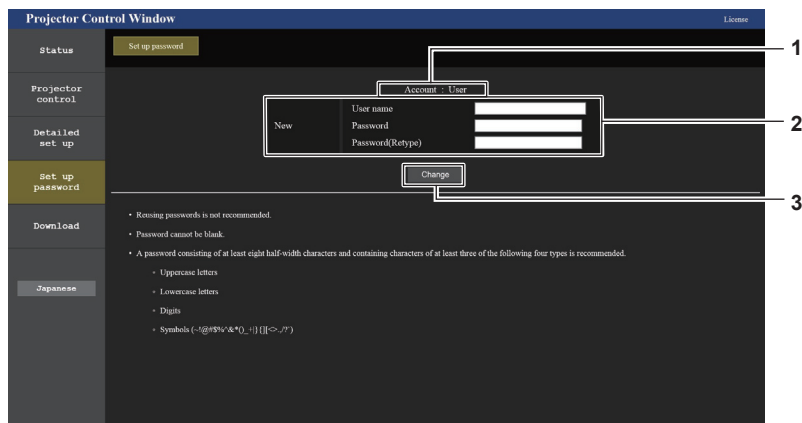 Projector Control Window
License
Status
Set up password
1
Projector
control
Account : User
User name
New
Password
2
Password(Retype)
Detailed
set up
Set up
password
Change
3
Download
• Reusing passwords is not recommended.
• Password cannot be blank.
• A password consisting of at least eight half-width characters and containing characters of at least three of the following four types is recommended.
Uppercase letters
Lowercase letters
Digits
Symbols (~!@#$%^&*()_+|}{][<>.,/?`)
Japanese